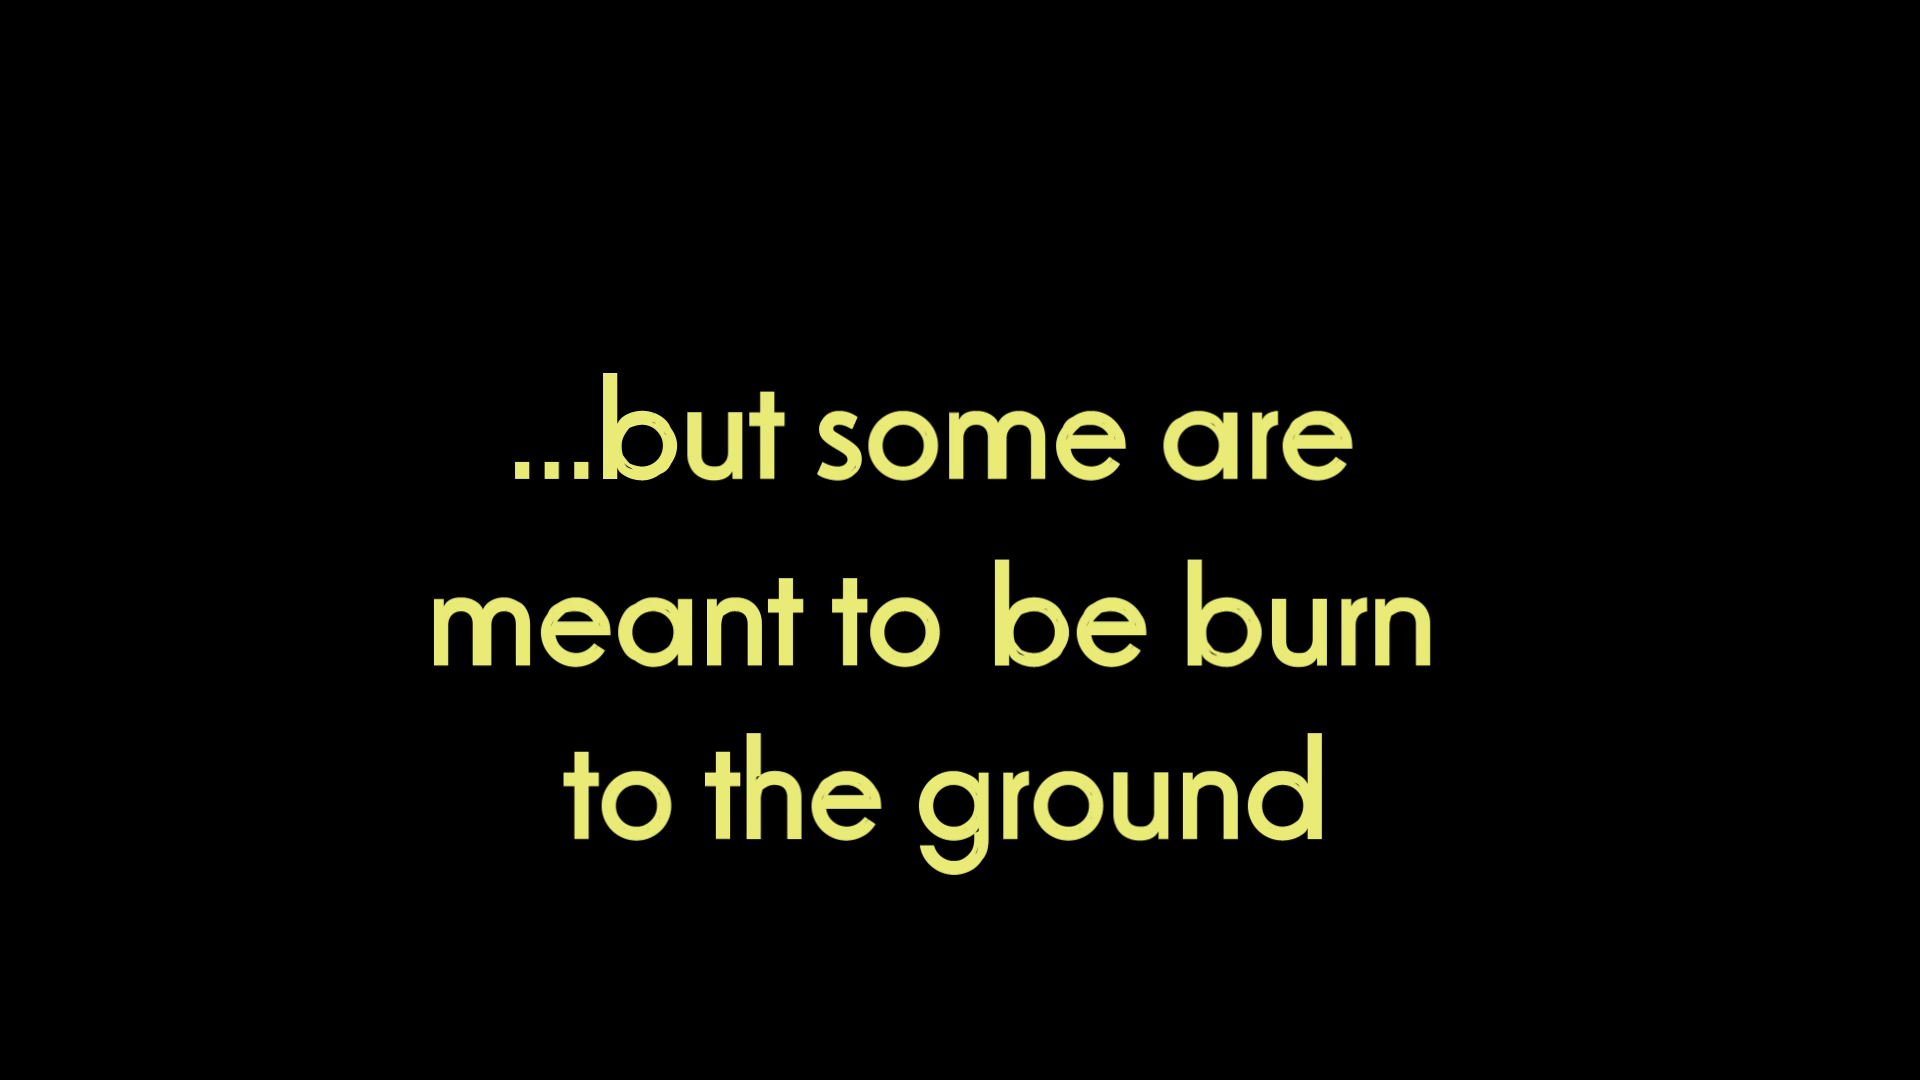 ...but some are
meant to be burn
to the ground